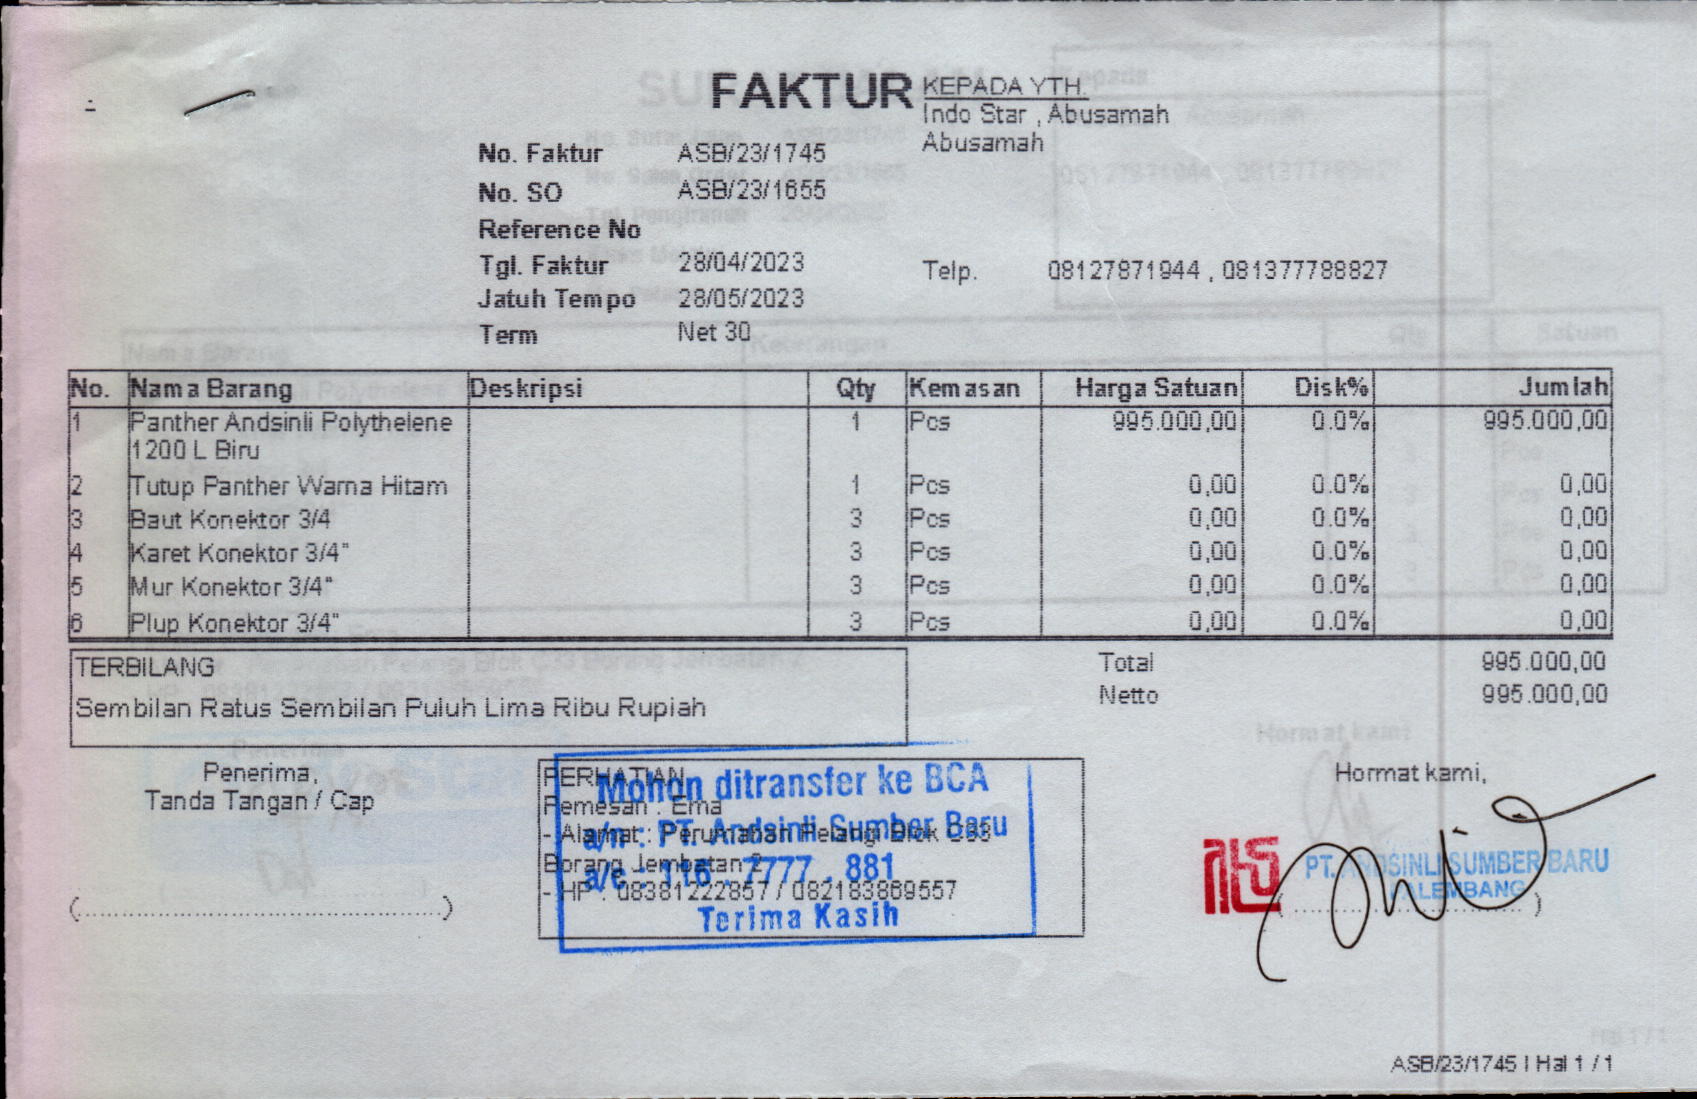 FAKTUR
KEPADA YTH.
Indo Star , Abusamah
Abusamah
No. Faktur ASB/23/1745
No. SO ASB/23/1655
Reference No
Tgl. Faktur 28/04/2023
Jatuh Tempo 28/05/2023
Term Net 30
Telp. 08127871944 , 081377788827
No. Nama Barang Deskripsi Qty Kemasan Harga Satuan Disk% Jumlah
1 Panther Andsinli Polythelene 1 Pcs 995.000,00 0.0% 995.000,00
1200 L Biru
2 Tutup Panther Warna Hitam 1 Pcs 0,00 0.0% 0,00
3 Baut Konektor 3/4 3 Pcs 0,00 0.0% 0,00
4 Karet Konektor 3/4" 3 Pcs 0,00 0.0% 0,00
5 Mur Konektor 3/4" 3 Pcs 0,00 0.0% 0,00
6 Plup Konektor 3/4" 3 Pcs 0,00 0.0% 0,00
TERBILANG
Sembilan Ratus Sembilan Puluh Lima Ribu Rupiah
Total 995.000,00
Netto 995.000,00
Penerima,
Tanda Tangan / Cap
(........................................)
PERHATIAN
Pemesan : Erna
- Alamat : Perumahan Pelangi Blok C33
Borang Jembatan 2
- HP : 08381222857 / 082183869557
Mohon ditransfer ke BCA
a/n : PT. Andsinli Sumber Baru
a/c : 116 . 7777 . 881
Terima Kasih
Hormat kami,
PT. ANDSINLI SUMBER BARU
PALEMBANG
ASB/23/1745 | Hal 1 / 1